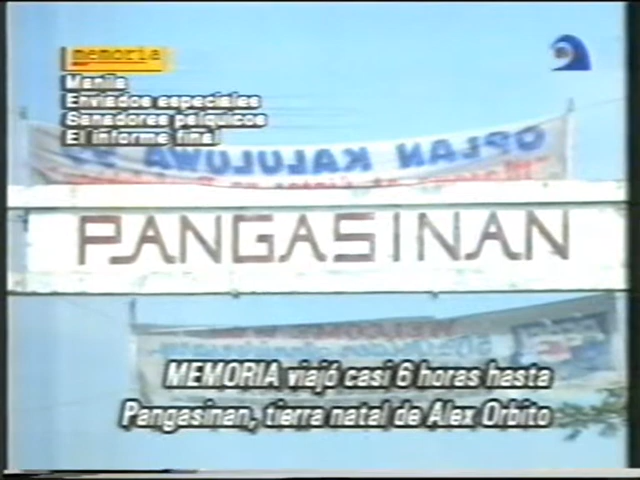 memoria
Manila
Enviados especiales
Sanadores psíquicos
El informe final
OPLAN KALULUWA
PANGASINAN
MEMORIA viajó casi 6 horas hasta
Pangasinan, tierra natal de Alex Orbito